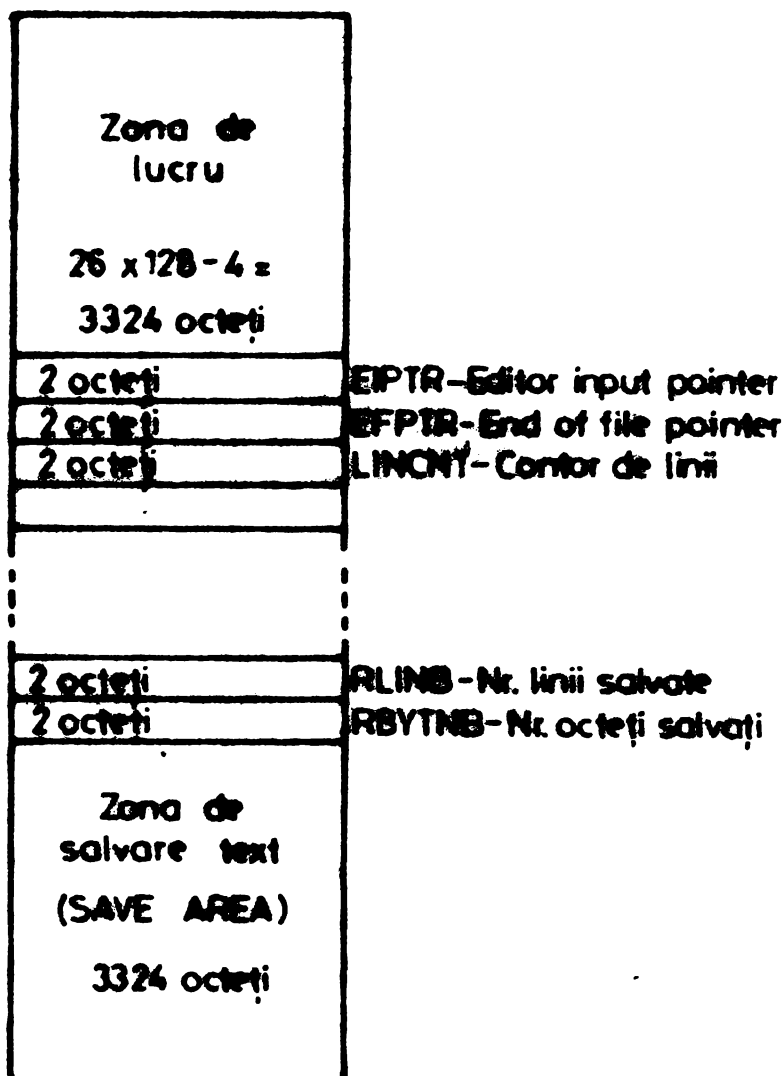 Zona de
lucru
26 x 128 - 4 =
3324 octeți
2 octeți EIPTR-Editor input pointer
2 octeți EFPTR-End of file pointer
2 octeți LINCNT-Contor de linii
2 octeți RLINB-Nr. linii salvate
2 octeți RBYTNB-Nr. octeți salvați
Zona de
salvare text
(SAVE AREA)
3324 octeți